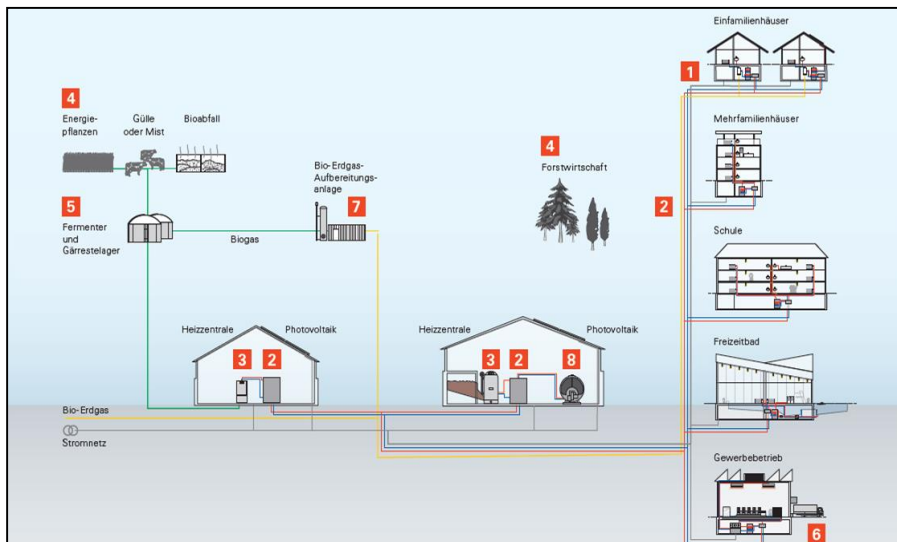 Einfamilienhäuser
1
4
Energie-
pflanzen
Gülle
oder Mist
Bioabfall
Mehrfamilienhäuser
Bio-Erdgas-
Aufbereitungs-
anlage
7
4
Forstwirtschaft
2
5
Fermenter
und
Gärrestelager
Biogas
Schule
Heizzentrale
Photovoltaik
3
2
Heizzentrale
Photovoltaik
3
2
8
Freizeitbad
Bio-Erdgas
Stromnetz
Gewerbebetrieb
6